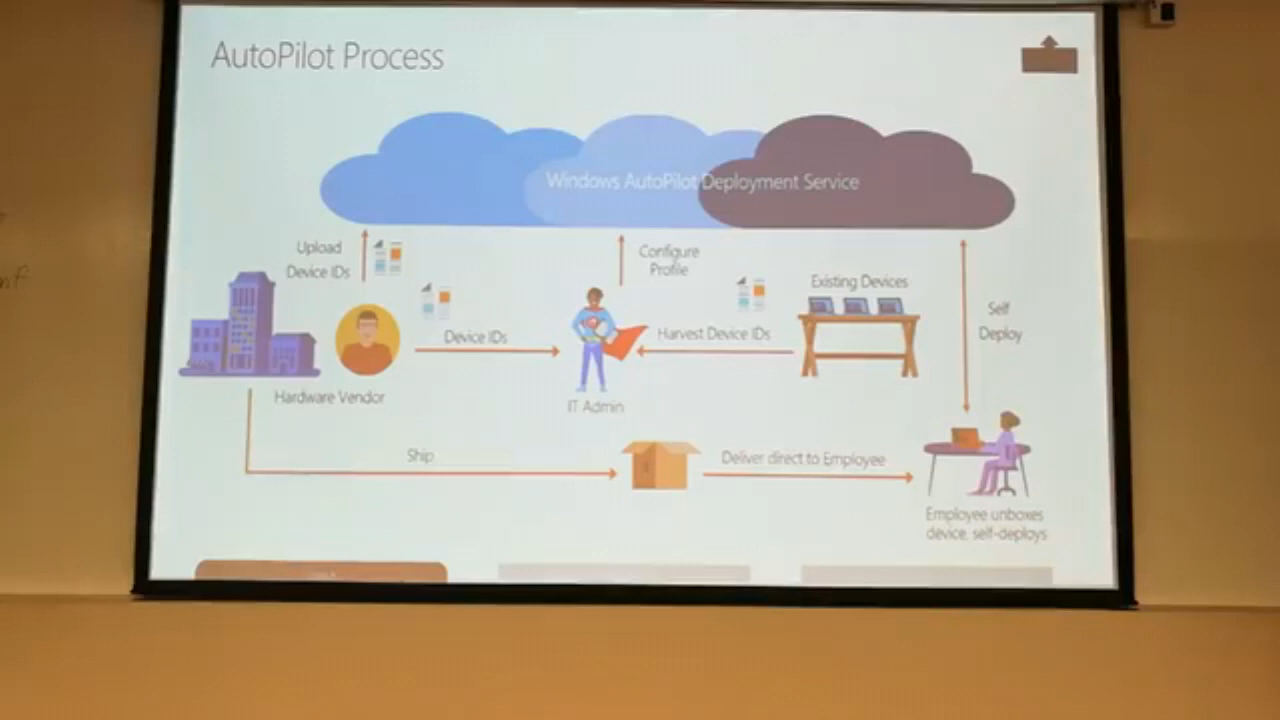 AutoPilot Process
Windows AutoPilot Deployment Service
Upload
Device IDs
Configure
Profile
Existing Devices
Self
Deploy
Device IDs
Harvest Device IDs
Hardware Vendor
IT Admin
Ship
Deliver direct to Employee
Employee unboxes
device, self-deploys